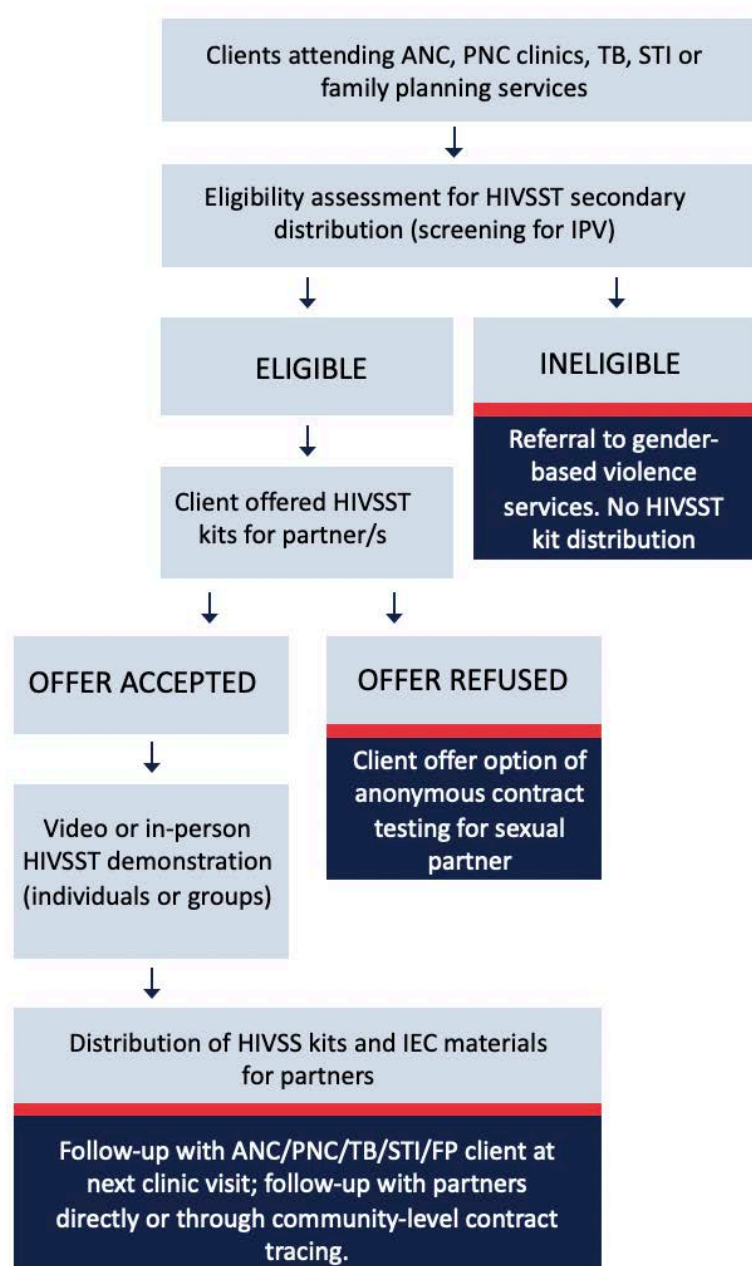 Clients attending ANC, PNC clinics, TB, STI or
family planning services
Eligibility assessment for HIVSST secondary
distribution (screening for IPV)
ELIGIBLE
INELIGIBLE
Referral to gender-
based violence
services. No HIVSST
kit distribution
Client offered HIVSST
kits for partner/s
OFFER ACCEPTED
OFFER REFUSED
Client offer option of
anonymous contract
testing for sexual
partner
Video or in-person
HIVSST demonstration
(individuals or groups)
Distribution of HIVSS kits and IEC materials
for partners
Follow-up with ANC/PNC/TB/STI/FP client at
next clinic visit; follow-up with partners
directly or through community-level contract
tracing.